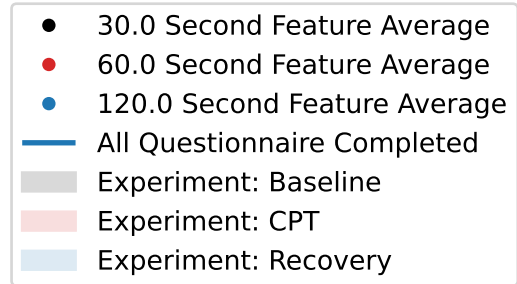 30.0 Second Feature Average
60.0 Second Feature Average
120.0 Second Feature Average
All Questionnaire Completed
Experiment: Baseline
Experiment: CPT
Experiment: Recovery